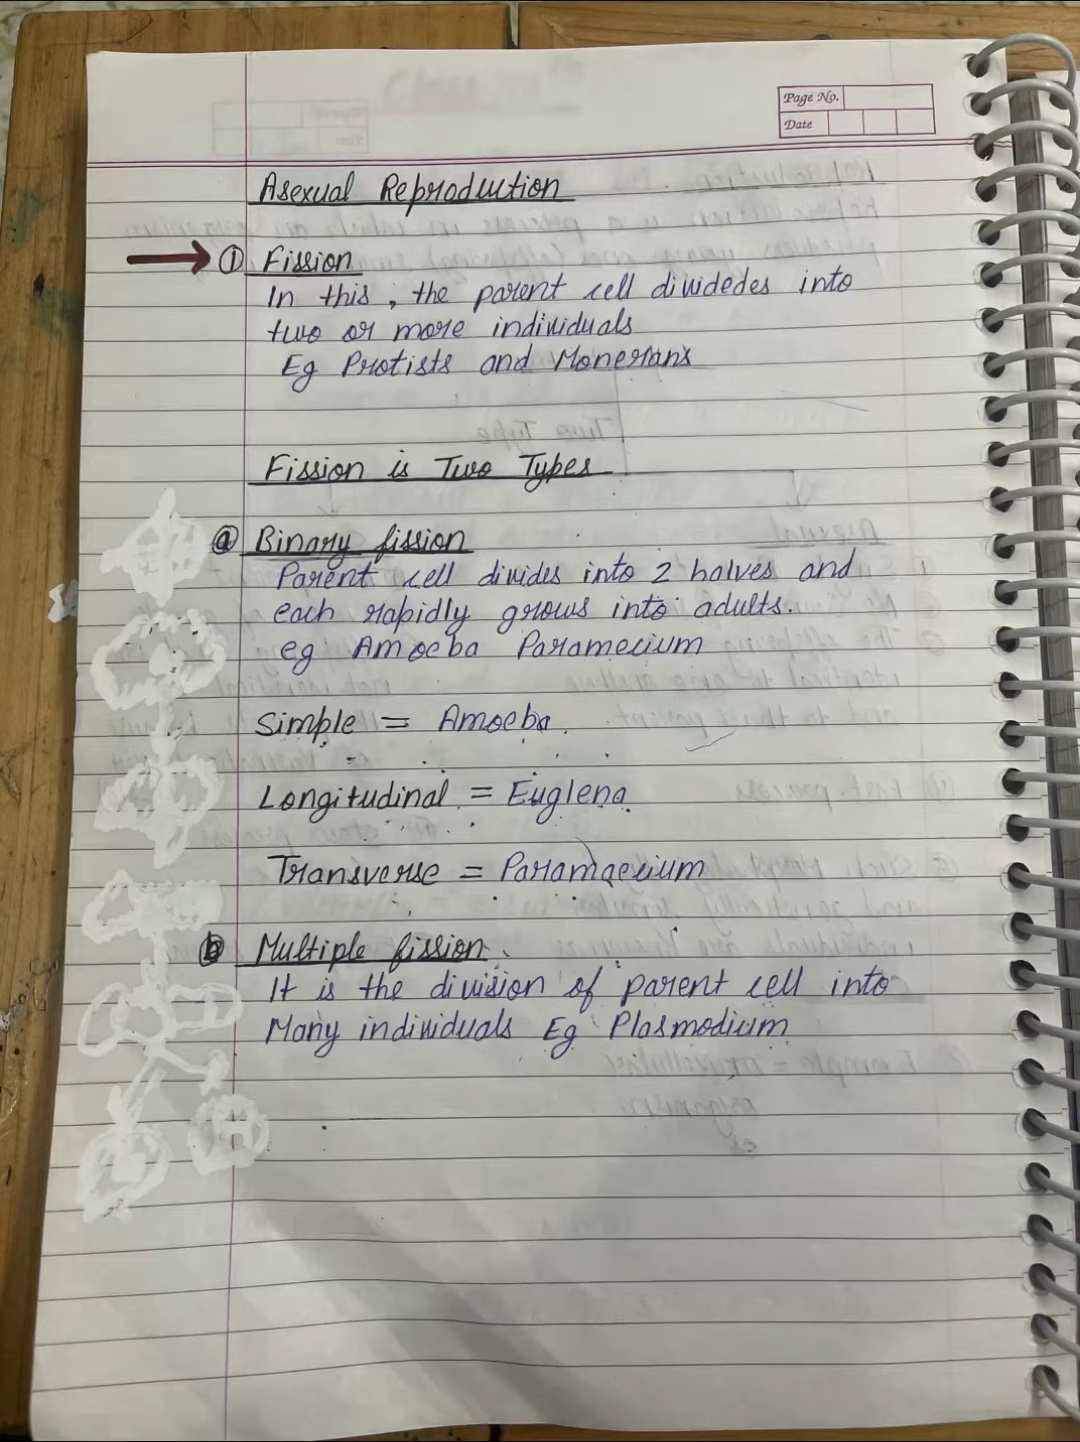 Page No.
Date
Asexual Reproduction
① Fission
In this, the parent cell dividedes into
two or more individuals
Eg Protists and Monerans
Fission is Two Types
ⓐ Binary fission
Parent cell divides into 2 halves and
each rapidly grows into adults.
eg Amoeba Paramecium
Simple = Amoeba.
Longitudinal = Euglena
Transverse = Paramaecium
ⓑ Multiple fission
It is the division of parent cell into
Many individuals Eg Plasmodium